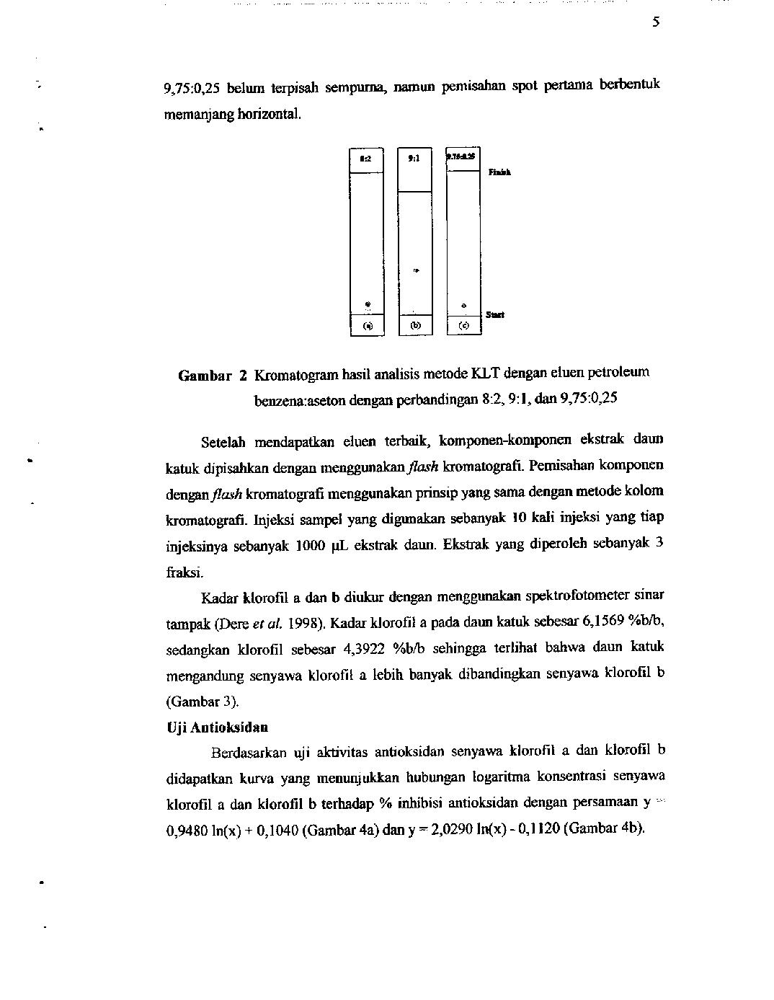 5
9,75:0,25 belum terpisah sempurna, namun pemisahan spot pertama berbentuk
memanjang horizontal.
8:2 9:1 9.75:0.25
Finish
Start
(a) (b) (c)
Gambar 2 Kromatogram hasil analisis metode KLT dengan eluen petroleum
benzena:aseton dengan perbandingan 8:2, 9:1, dan 9,75:0,25
Setelah mendapatkan eluen terbaik, komponen-komponen ekstrak daun
katuk dipisahkan dengan menggunakan flash kromatografi. Pemisahan komponen
dengan flash kromatografi menggunakan prinsip yang sama dengan metode kolom
kromatografi. Injeksi sampel yang digunakan sebanyak 10 kali injeksi yang tiap
injeksinya sebanyak 1000 µL ekstrak daun. Ekstrak yang diperoleh sebanyak 3
fraksi.
Kadar klorofil a dan b diukur dengan menggunakan spektrofotometer sinar
tampak (Dere et al. 1998). Kadar klorofil a pada daun katuk sebesar 6,1569 %b/b,
sedangkan klorofil sebesar 4,3922 %b/b sehingga terlihat bahwa daun katuk
mengandung senyawa klorofil a lebih banyak dibandingkan senyawa klorofil b
(Gambar 3).
Uji Antioksidan
Berdasarkan uji aktivitas antioksidan senyawa klorofil a dan klorofil b
didapatkan kurva yang menunjukkan hubungan logaritma konsentrasi senyawa
klorofil a dan klorofil b terhadap % inhibisi antioksidan dengan persamaan y =
0,9480 ln(x) + 0,1040 (Gambar 4a) dan y = 2,0290 ln(x) - 0,1120 (Gambar 4b).